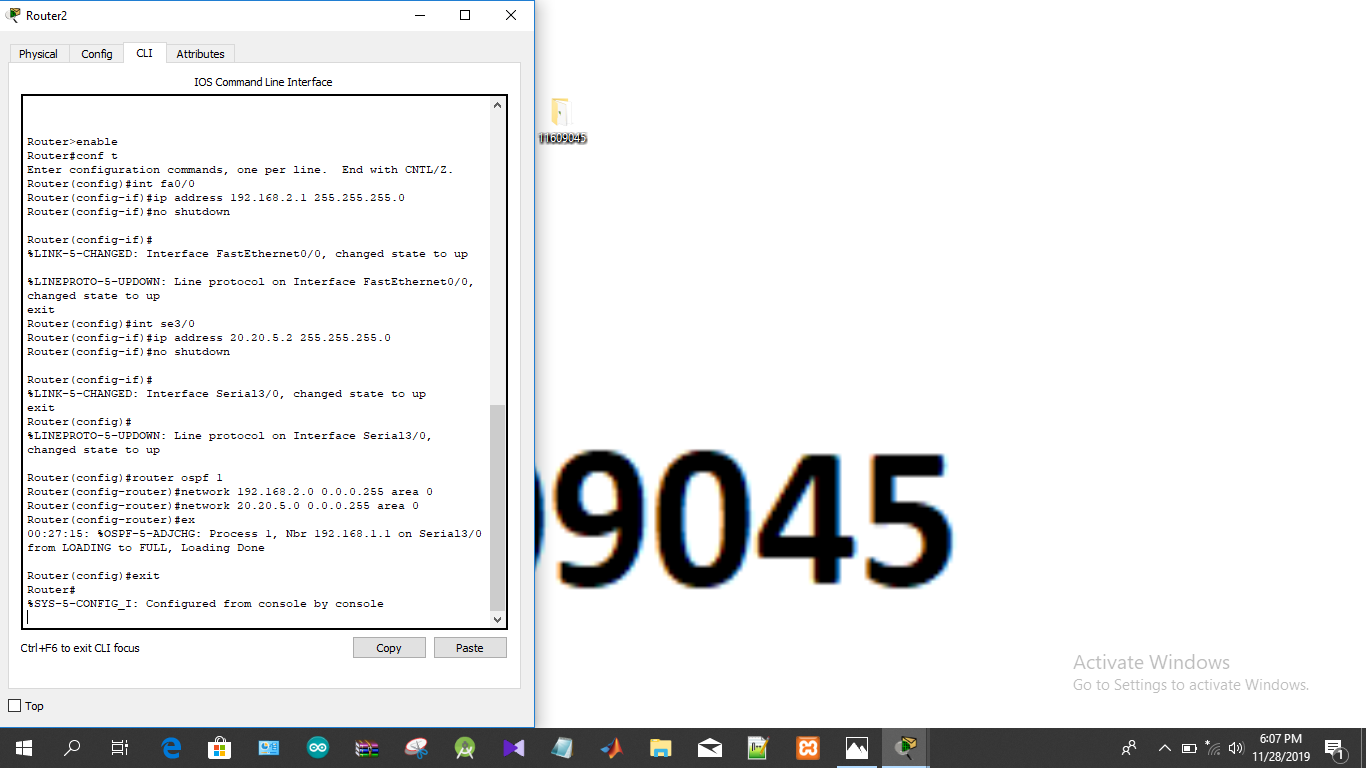 Router2
Physical Config CLI Attributes
IOS Command Line Interface
Router>enable
Router#conf t
Enter configuration commands, one per line.  End with CNTL/Z.
Router(config)#int fa0/0
Router(config-if)#ip address 192.168.2.1 255.255.255.0
Router(config-if)#no shutdown
Router(config-if)#
%LINK-5-CHANGED: Interface FastEthernet0/0, changed state to up
%LINEPROTO-5-UPDOWN: Line protocol on Interface FastEthernet0/0,
changed state to up
exit
Router(config)#int se3/0
Router(config-if)#ip address 20.20.5.2 255.255.255.0
Router(config-if)#no shutdown
Router(config-if)#
%LINK-5-CHANGED: Interface Serial3/0, changed state to up
exit
Router(config)#
%LINEPROTO-5-UPDOWN: Line protocol on Interface Serial3/0,
changed state to up
Router(config)#router ospf 1
Router(config-router)#network 192.168.2.0 0.0.0.255 area 0
Router(config-router)#network 20.20.5.0 0.0.0.255 area 0
Router(config-router)#ex
00:27:15: %OSPF-5-ADJCHG: Process 1, Nbr 192.168.1.1 on Serial3/0
from LOADING to FULL, Loading Done
Router(config)#exit
Router#
%SYS-5-CONFIG_I: Configured from console by console
Ctrl+F6 to exit CLI focus
Copy Paste
Top
11609045
9045
Activate Windows
Go to Settings to activate Windows.
6:07 PM
11/28/2019
1